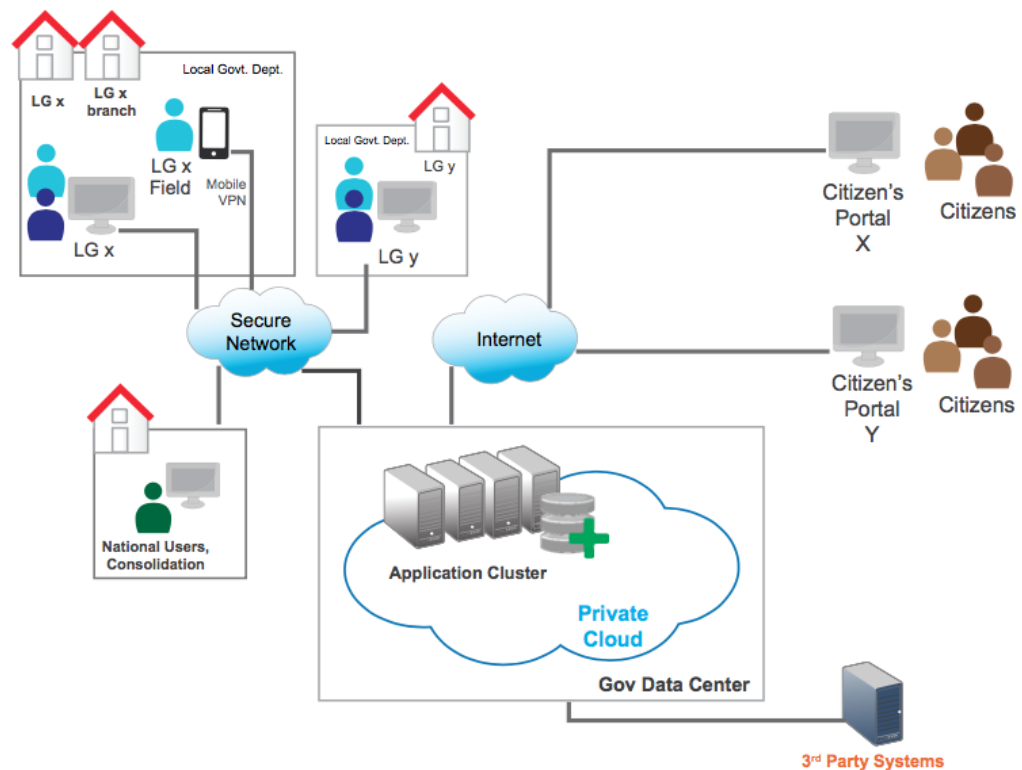 Local Govt. Dept.
LG x
LG x
branch
LG x
Field
Mobile
VPN
LG x
Local Govt. Dept.
LG y
LG y
Secure
Network
Internet
Citizen's
Portal
X
Citizens
Citizen's
Portal
Y
Citizens
National Users,
Consolidation
Application Cluster
Private
Cloud
Gov Data Center
3rd Party Systems